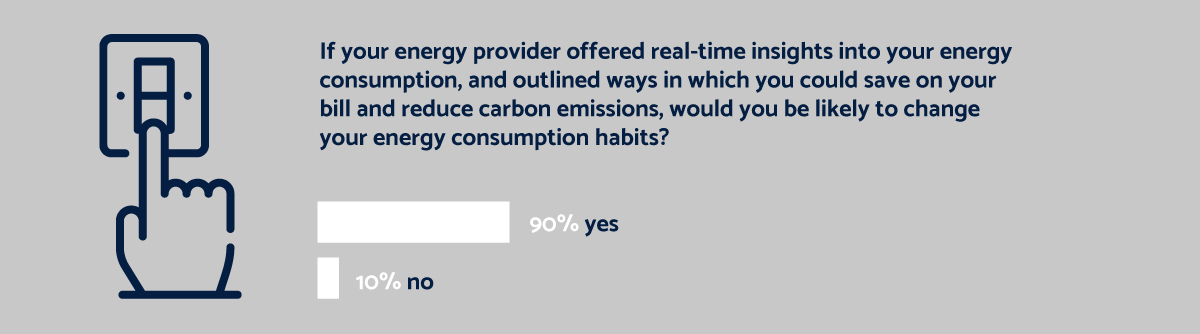 If your energy provider offered real-time insights into your energy
consumption, and outlined ways in which you could save on your
bill and reduce carbon emissions, would you be likely to change
your energy consumption habits?
90% yes
10% no